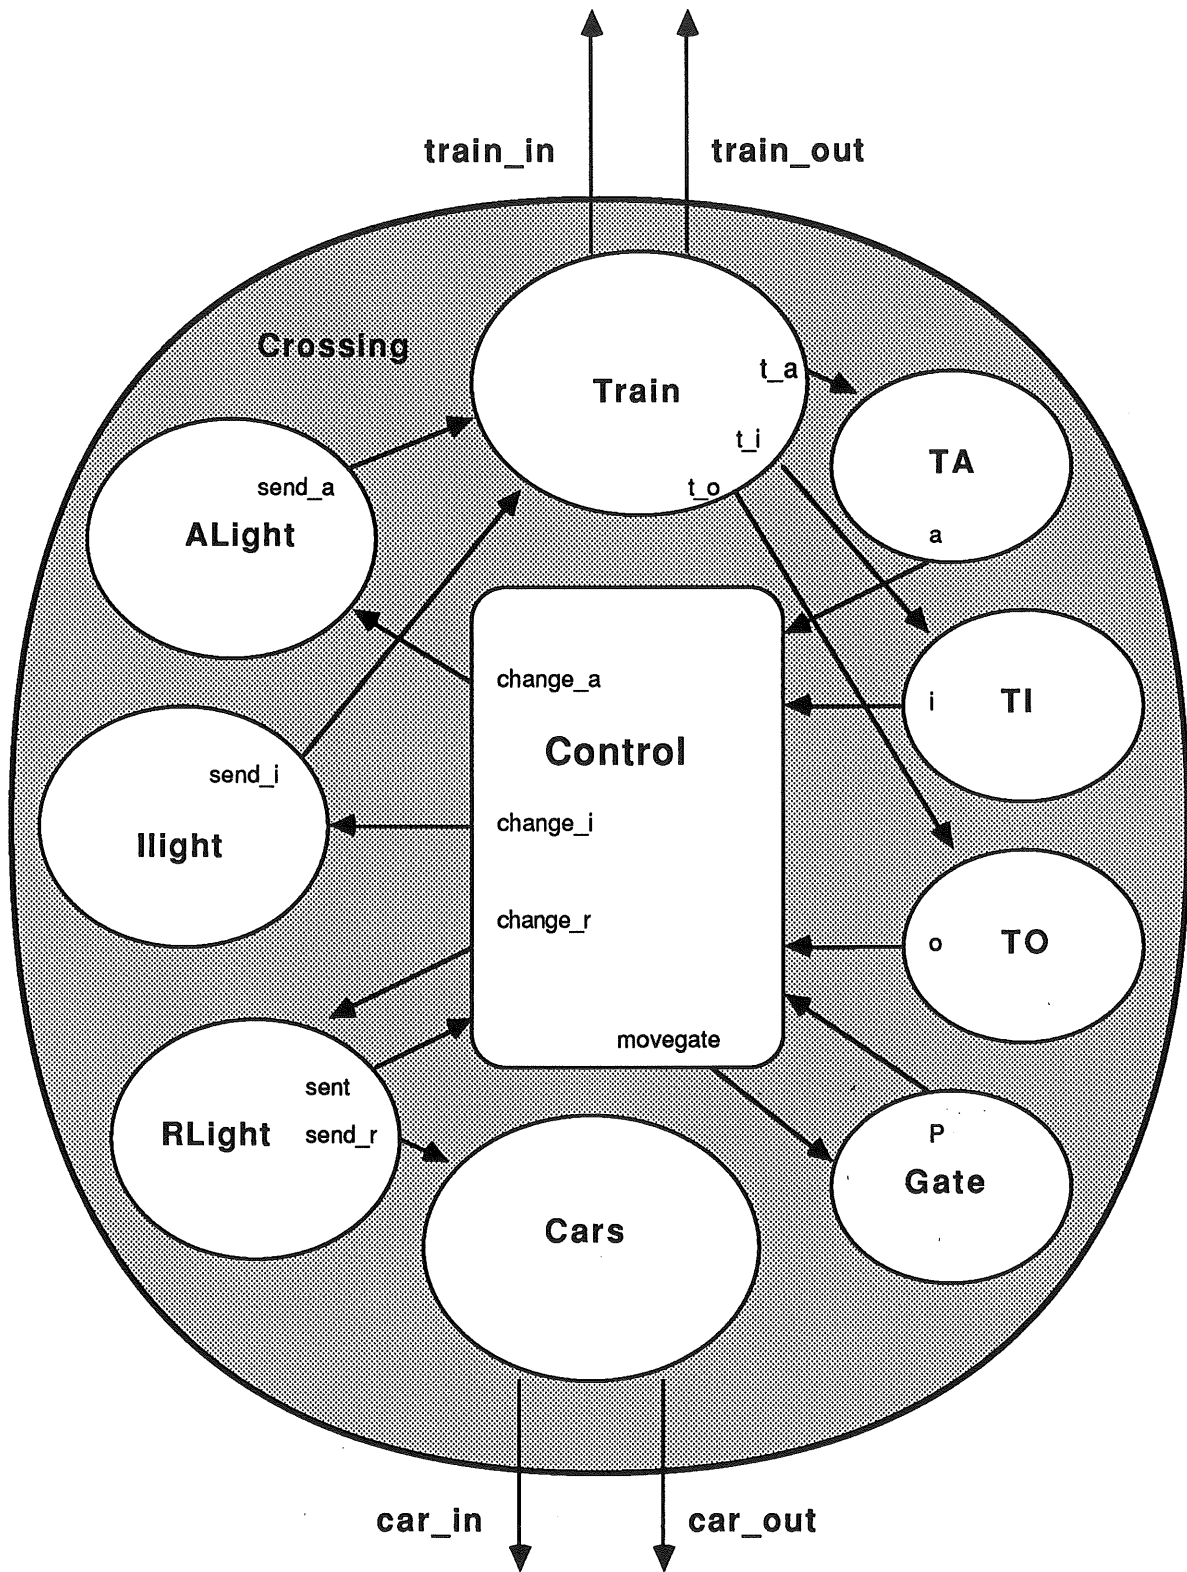 train_in
train_out
Crossing
Train
t_a
t_i
t_o
TA
a
send_a
ALight
change_a
TI
i
Control
send_i
Ilight
change_i
change_r
TO
o
movegate
sent
RLight
send_r
P
Gate
Cars
car_in
car_out